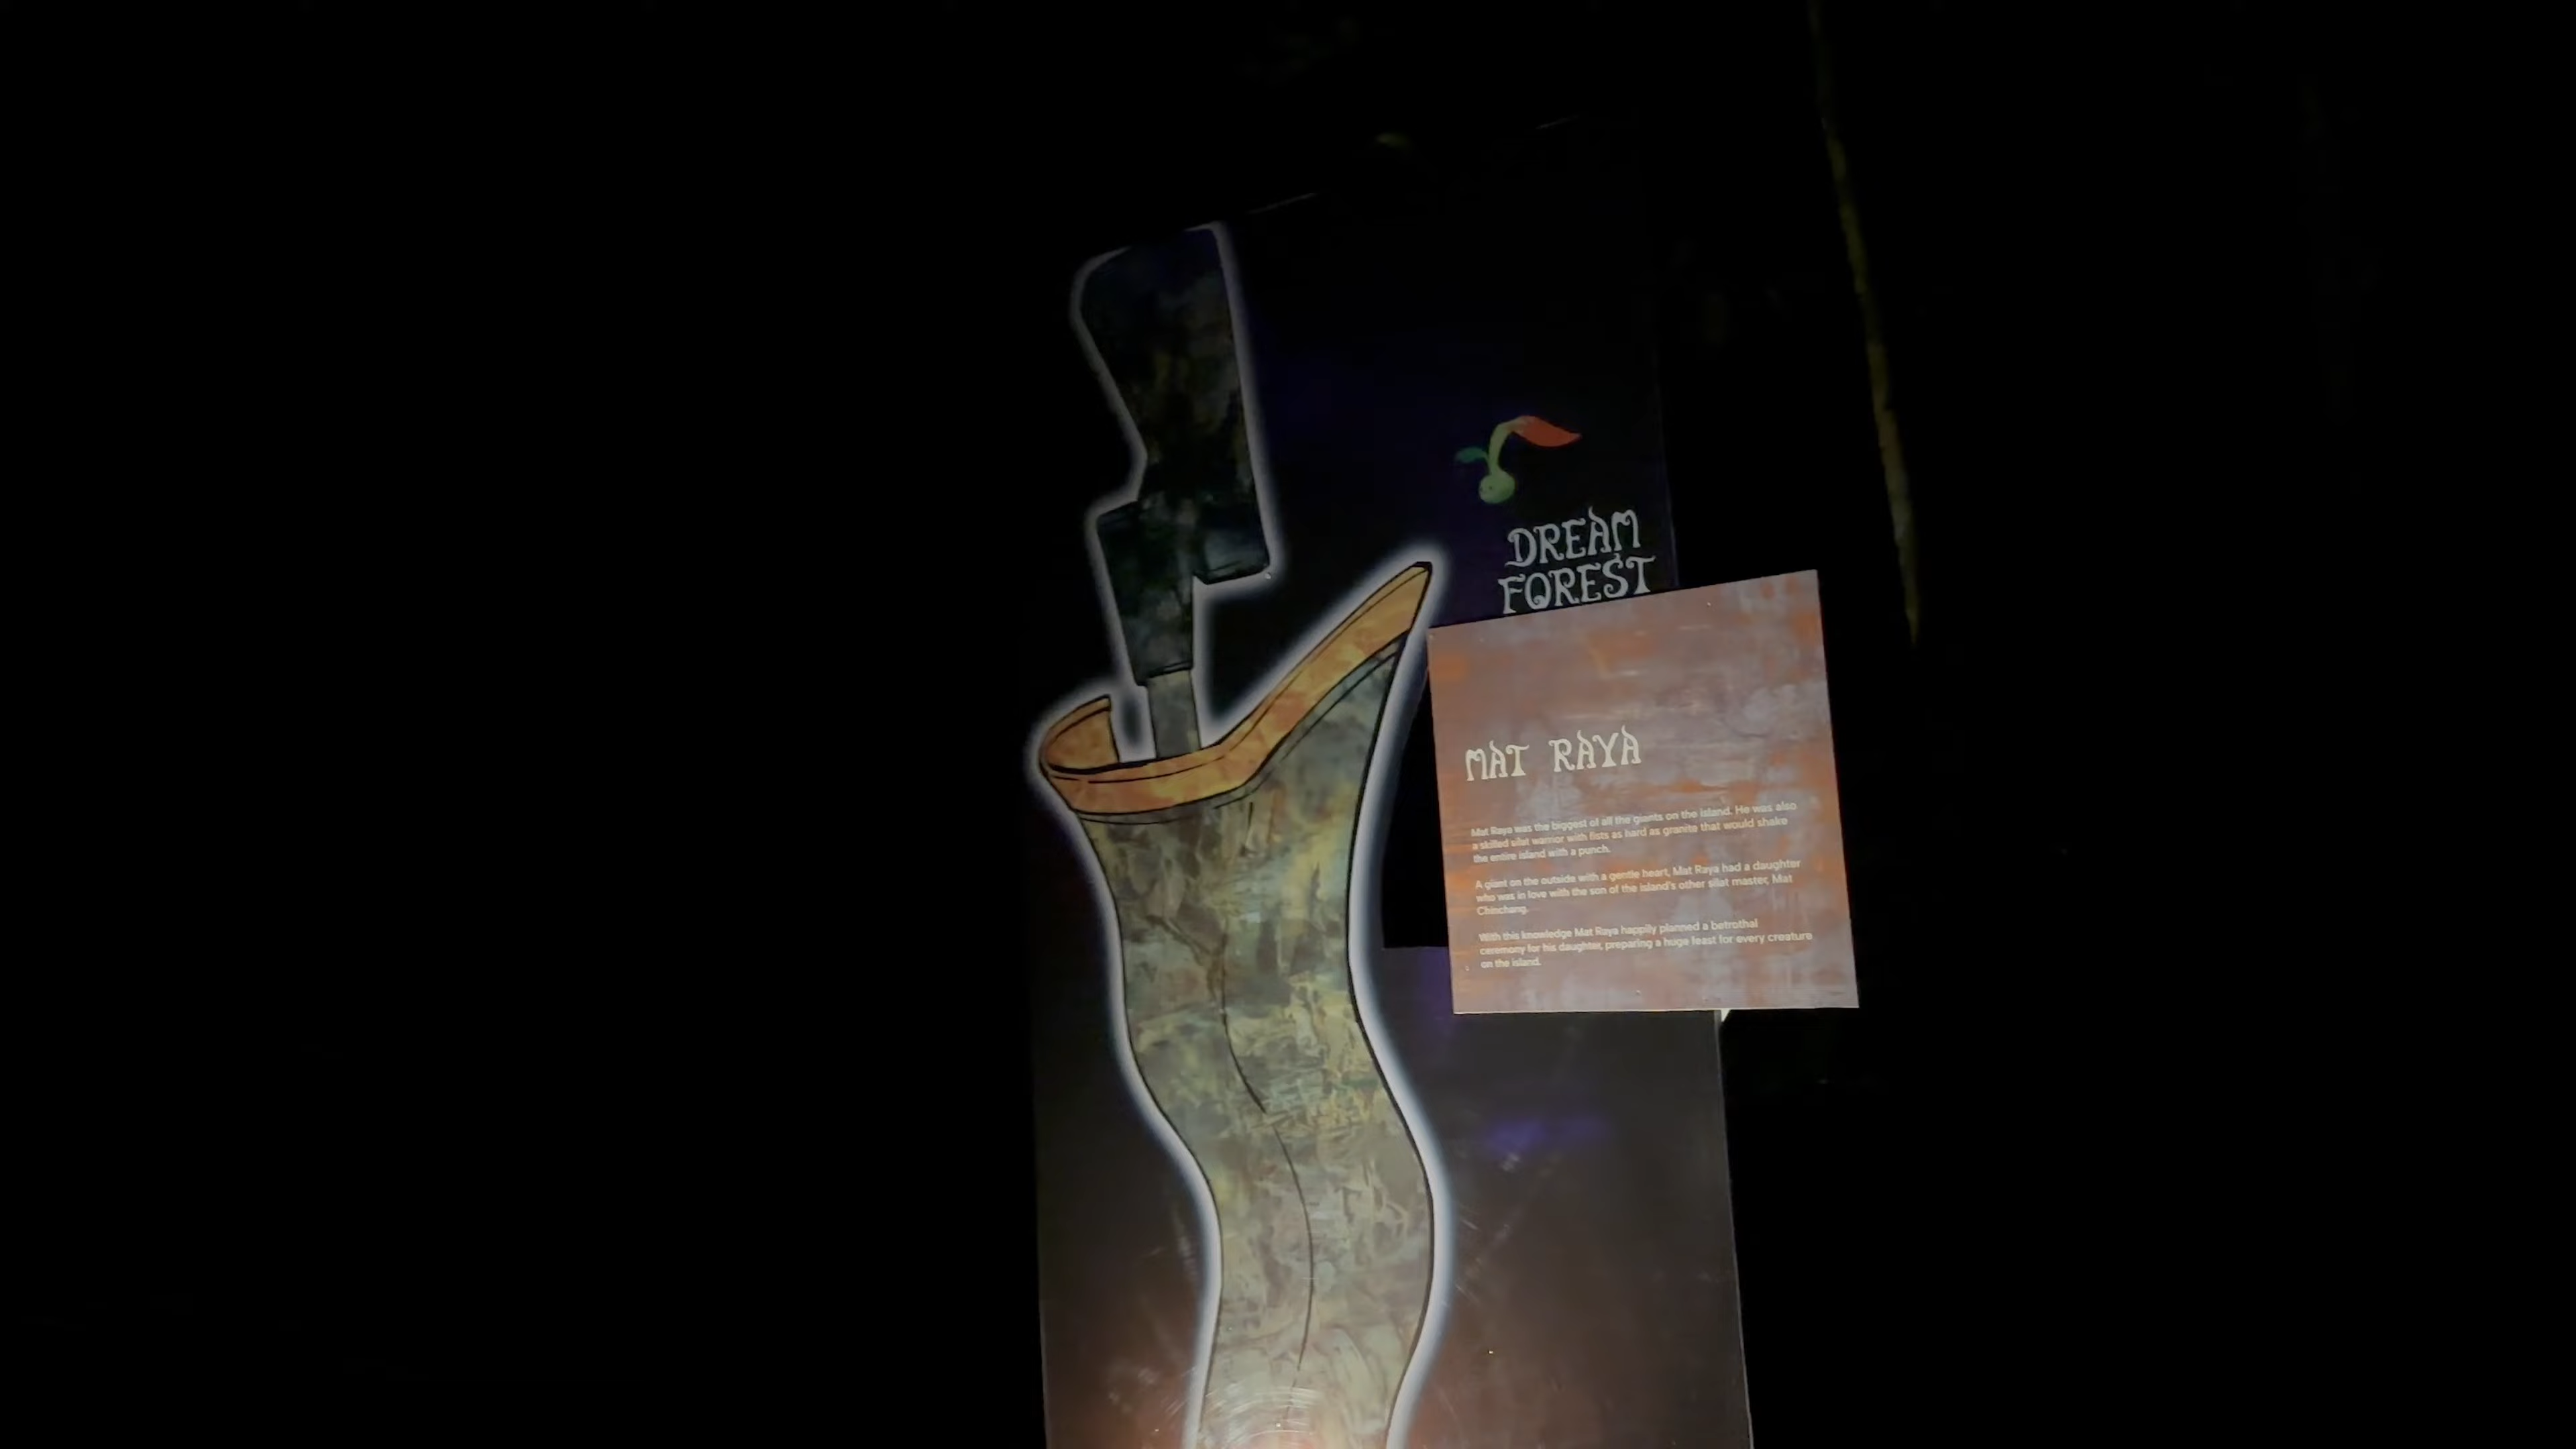 DREAM
FOREST
MAT RAYA
Mat Raya was the biggest of all the giants on the island. He was also
a skilled silat warrior with fists as hard as granite that would shake
the entire island with a punch.
A giant on the outside with a gentle heart, Mat Raya had a daughter
who was in love with the son of the island's other silat master, Mat
Chinchang.
With this knowledge Mat Raya happily planned a betrothal
ceremony for his daughter, preparing a huge feast for every creature
on the island.